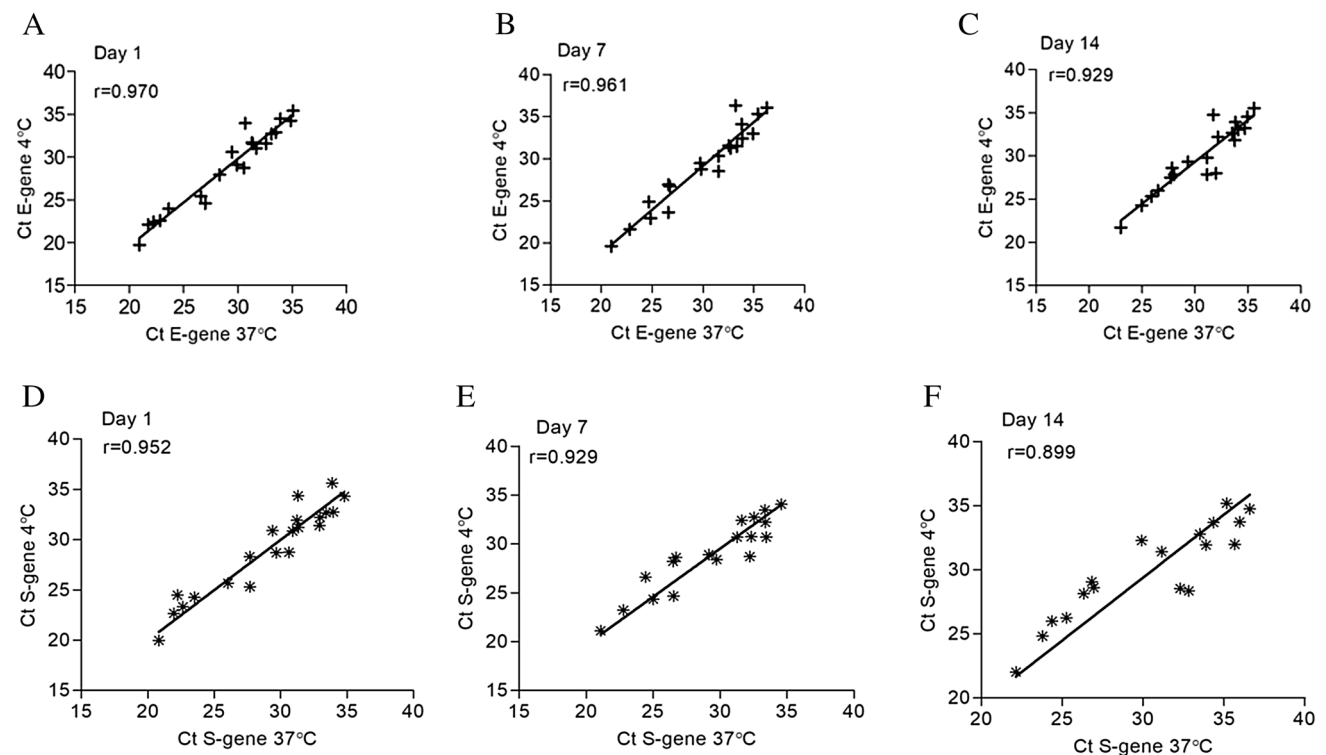 A
Day 1
r=0.970
Ct E-gene 4°C
40
35
30
25
20
15
15 20 25 30 35 40
Ct E-gene 37°C
B
Day 7
r=0.961
Ct E-gene 4°C
40
35
30
25
20
15
15 20 25 30 35 40
Ct E-gene 37°C
C
Day 14
r=0.929
Ct E-gene 4°C
40
35
30
25
20
15
15 20 25 30 35 40
Ct E-gene 37°C
D
Day 1
r=0.952
Ct S-gene 4°C
40
35
30
25
20
15
15 20 25 30 35 40
Ct S-gene 37°C
E
Day 7
r=0.929
Ct S-gene 4°C
40
35
30
25
20
15
15 20 25 30 35 40
Ct S-gene 37°C
F
Day 14
r=0.899
Ct S-gene 4°C
40
35
30
25
20
20 25 30 35 40
Ct S-gene 37°C